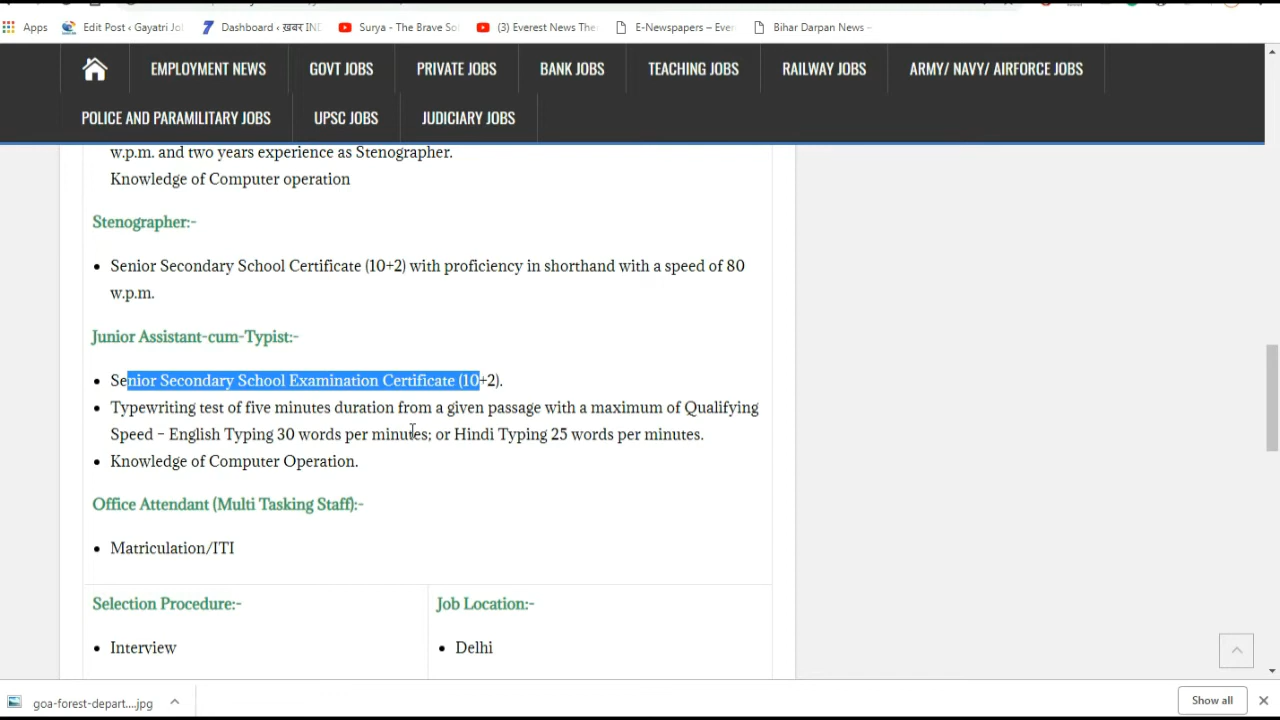 Apps Edit Post ‹ Gayatri Jo Dashboard ‹ ख़बर IND Surya - The Brave So (3) Everest News The E-Newspapers – Ever Bihar Darpan News –
EMPLOYMENT NEWS GOVT JOBS PRIVATE JOBS BANK JOBS TEACHING JOBS RAILWAY JOBS ARMY/ NAVY/ AIRFORCE JOBS
POLICE AND PARAMILITARY JOBS UPSC JOBS JUDICIARY JOBS
w.p.m. and two years experience as Stenographer.
Knowledge of Computer operation
Stenographer:-
• Senior Secondary School Certificate (10+2) with proficiency in shorthand with a speed of 80
w.p.m.
Junior Assistant-cum-Typist:-
• Senior Secondary School Examination Certificate (10+2).
• Typewriting test of five minutes duration from a given passage with a maximum of Qualifying
Speed – English Typing 30 words per minutes; or Hindi Typing 25 words per minutes.
• Knowledge of Computer Operation.
Office Attendant (Multi Tasking Staff):-
• Matriculation/ITI
Selection Procedure:- Job Location:-
• Interview • Delhi
goa-forest-depart....jpg Show all